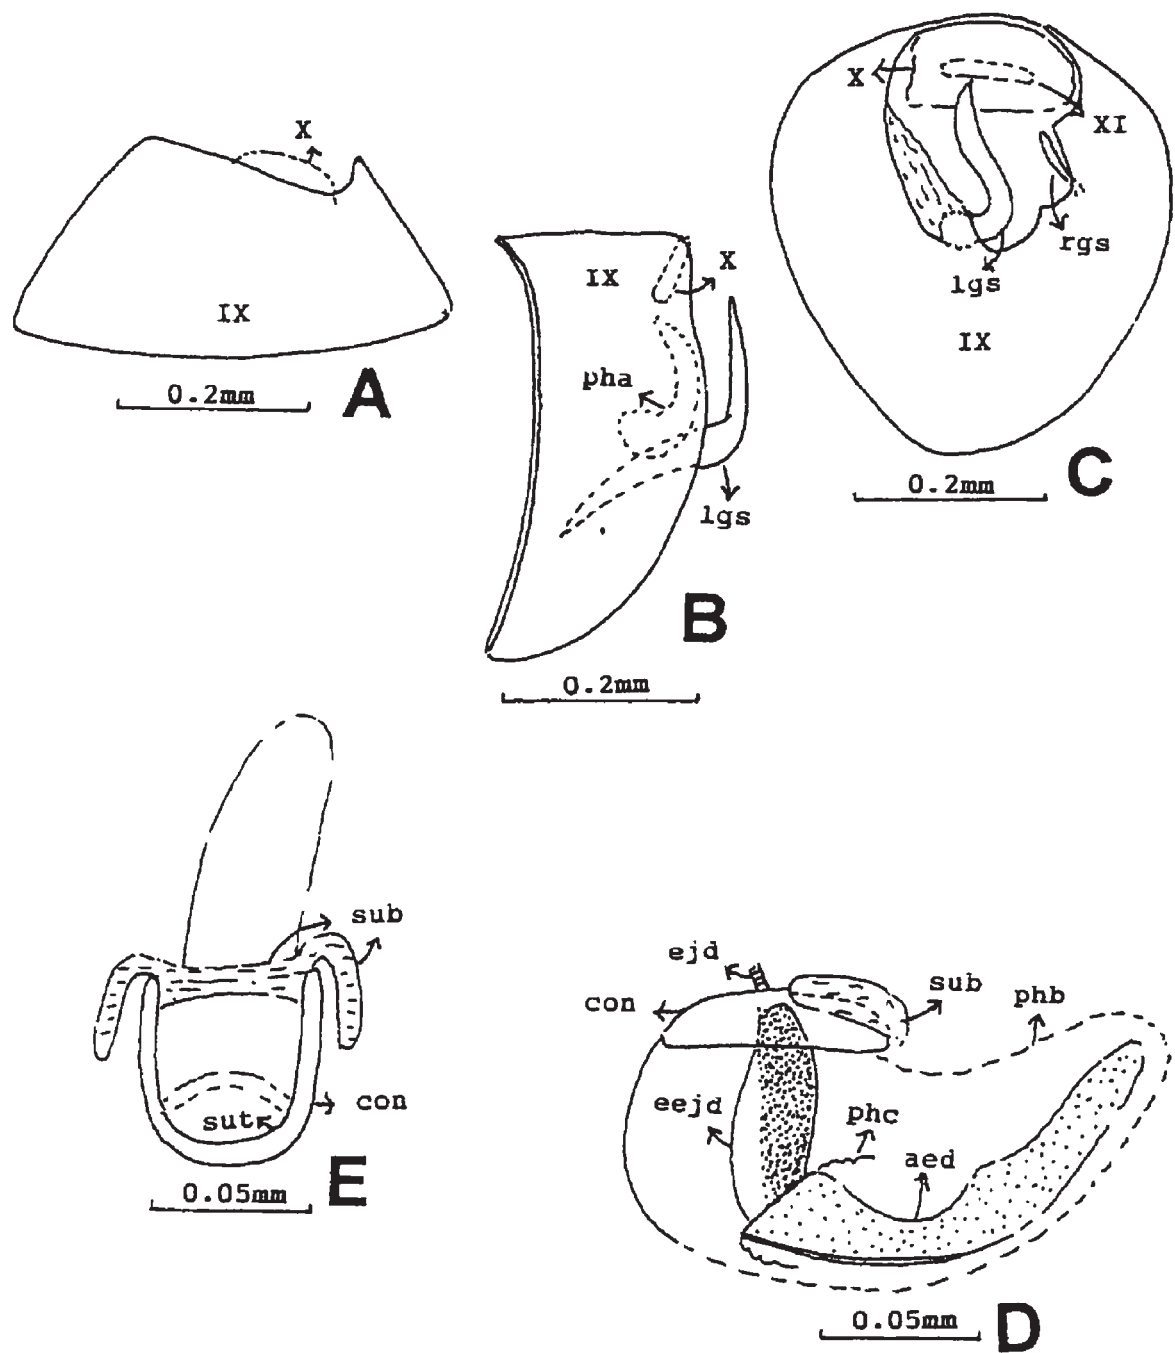 X
IX
0.2mm
A
IX
X
pha
lgs
B
0.2mm
X
XI
rgs
lgs
IX
0.2mm
C
sub
con
sut
0.05mm
E
ejd
con
sub
phb
eejd
phc
aed
0.05mm
D